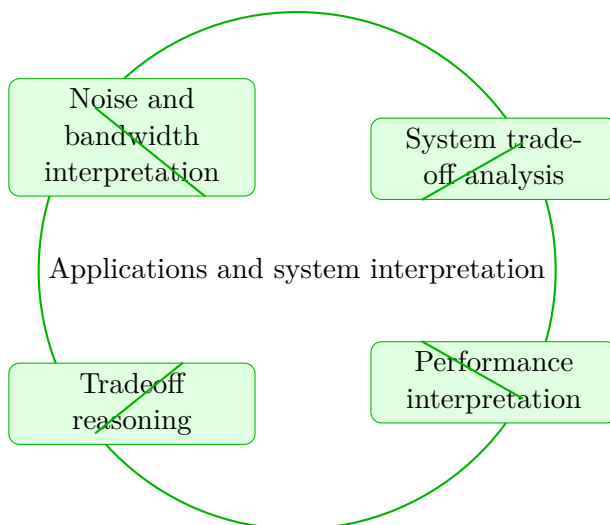 Noise and
bandwidth
interpretation
System trade-
off analysis
Applications and system interpretation
Tradeoff
reasoning
Performance
interpretation